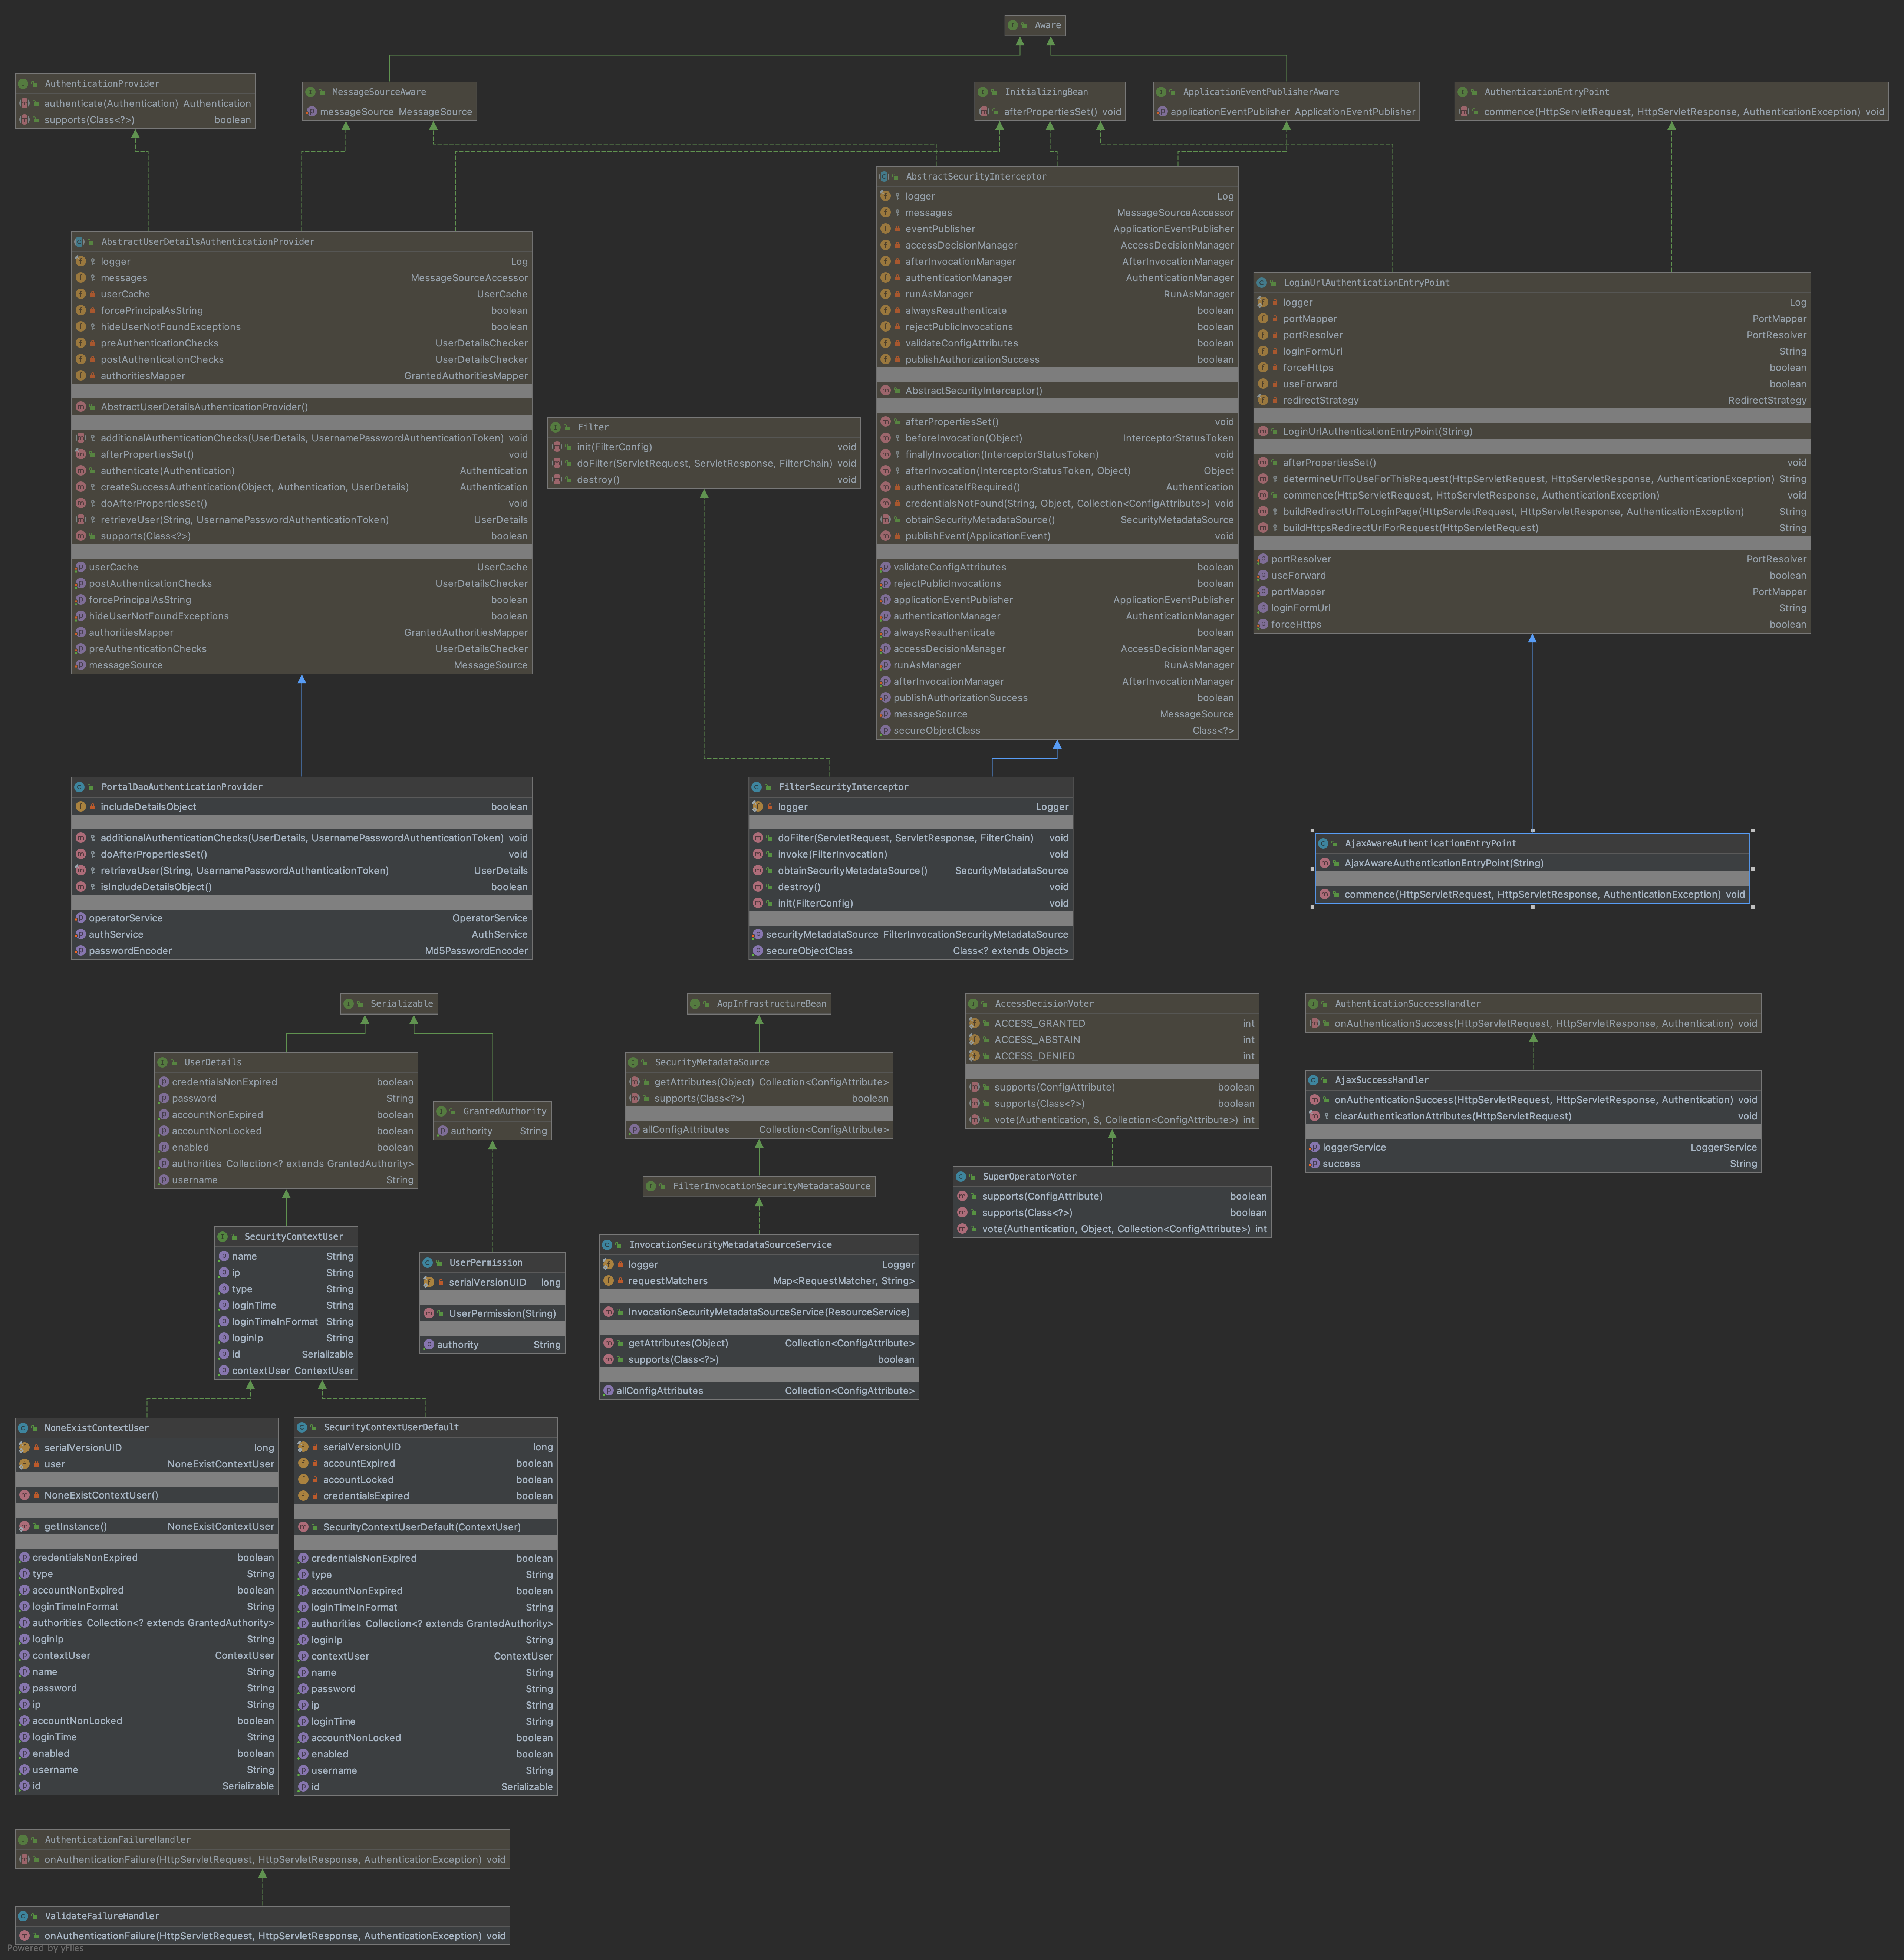 Aware
AuthenticationProvider
authenticate(Authentication) Authentication
supports(Class<?>) boolean
MessageSourceAware
messageSource MessageSource
InitializingBean
afterPropertiesSet() void
ApplicationEventPublisherAware
applicationEventPublisher ApplicationEventPublisher
AuthenticationEntryPoint
commence(HttpServletRequest, HttpServletResponse, AuthenticationException) void
AbstractUserDetailsAuthenticationProvider
logger Log
messages MessageSourceAccessor
userCache UserCache
forcePrincipalAsString boolean
hideUserNotFoundExceptions boolean
preAuthenticationChecks UserDetailsChecker
postAuthenticationChecks UserDetailsChecker
authoritiesMapper GrantedAuthoritiesMapper
AbstractUserDetailsAuthenticationProvider()
additionalAuthenticationChecks(UserDetails, UsernamePasswordAuthenticationToken) void
afterPropertiesSet() void
authenticate(Authentication) Authentication
createSuccessAuthentication(Object, Authentication, UserDetails) Authentication
doAfterPropertiesSet() void
retrieveUser(String, UsernamePasswordAuthenticationToken) UserDetails
supports(Class<?>) boolean
userCache UserCache
postAuthenticationChecks UserDetailsChecker
forcePrincipalAsString boolean
hideUserNotFoundExceptions boolean
authoritiesMapper GrantedAuthoritiesMapper
preAuthenticationChecks UserDetailsChecker
messageSource MessageSource
Filter
init(FilterConfig) void
doFilter(ServletRequest, ServletResponse, FilterChain) void
destroy() void
AbstractSecurityInterceptor
logger Log
messages MessageSourceAccessor
eventPublisher ApplicationEventPublisher
accessDecisionManager AccessDecisionManager
afterInvocationManager AfterInvocationManager
authenticationManager AuthenticationManager
runAsManager RunAsManager
alwaysReauthenticate boolean
rejectPublicInvocations boolean
validateConfigAttributes boolean
publishAuthorizationSuccess boolean
AbstractSecurityInterceptor()
afterPropertiesSet() void
beforeInvocation(Object) InterceptorStatusToken
finallyInvocation(InterceptorStatusToken) void
afterInvocation(InterceptorStatusToken, Object) Object
authenticateIfRequired() Authentication
credentialsNotFound(String, Object, Collection<ConfigAttribute>) void
obtainSecurityMetadataSource() SecurityMetadataSource
publishEvent(ApplicationEvent) void
validateConfigAttributes boolean
rejectPublicInvocations boolean
applicationEventPublisher ApplicationEventPublisher
authenticationManager AuthenticationManager
alwaysReauthenticate boolean
accessDecisionManager AccessDecisionManager
runAsManager RunAsManager
afterInvocationManager AfterInvocationManager
publishAuthorizationSuccess boolean
messageSource MessageSource
secureObjectClass Class<?>
LoginUrlAuthenticationEntryPoint
logger Log
portMapper PortMapper
portResolver PortResolver
loginFormUrl String
forceHttps boolean
useForward boolean
redirectStrategy RedirectStrategy
LoginUrlAuthenticationEntryPoint(String)
afterPropertiesSet() void
determineUrlToUseForThisRequest(HttpServletRequest, HttpServletResponse, AuthenticationException) String
commence(HttpServletRequest, HttpServletResponse, AuthenticationException) void
buildRedirectUrlToLoginPage(HttpServletRequest, HttpServletResponse, AuthenticationException) String
buildHttpsRedirectUrlForRequest(HttpServletRequest) String
portResolver PortResolver
useForward boolean
portMapper PortMapper
loginFormUrl String
forceHttps boolean
PortalDaoAuthenticationProvider
includeDetailsObject boolean
additionalAuthenticationChecks(UserDetails, UsernamePasswordAuthenticationToken) void
doAfterPropertiesSet() void
retrieveUser(String, UsernamePasswordAuthenticationToken) UserDetails
isIncludeDetailsObject() boolean
operatorService OperatorService
authService AuthService
passwordEncoder Md5PasswordEncoder
FilterSecurityInterceptor
logger Logger
doFilter(ServletRequest, ServletResponse, FilterChain) void
invoke(FilterInvocation) void
obtainSecurityMetadataSource() SecurityMetadataSource
destroy() void
init(FilterConfig) void
securityMetadataSource FilterInvocationSecurityMetadataSource
secureObjectClass Class<? extends Object>
AjaxAwareAuthenticationEntryPoint
AjaxAwareAuthenticationEntryPoint(String)
commence(HttpServletRequest, HttpServletResponse, AuthenticationException) void
Serializable
UserDetails
credentialsNonExpired boolean
password String
accountNonExpired boolean
accountNonLocked boolean
enabled boolean
authorities Collection<? extends GrantedAuthority>
username String
GrantedAuthority
authority String
SecurityContextUser
name String
ip String
type String
loginTime String
loginTimeInFormat String
loginIp String
id Serializable
contextUser ContextUser
UserPermission
serialVersionUID long
UserPermission(String)
authority String
AopInfrastructureBean
SecurityMetadataSource
getAttributes(Object) Collection<ConfigAttribute>
supports(Class<?>) boolean
allConfigAttributes Collection<ConfigAttribute>
FilterInvocationSecurityMetadataSource
InvocationSecurityMetadataSourceService
logger Logger
requestMatchers Map<RequestMatcher, String>
InvocationSecurityMetadataSourceService(ResourceService)
getAttributes(Object) Collection<ConfigAttribute>
supports(Class<?>) boolean
allConfigAttributes Collection<ConfigAttribute>
AccessDecisionVoter
ACCESS_GRANTED int
ACCESS_ABSTAIN int
ACCESS_DENIED int
supports(ConfigAttribute) boolean
supports(Class<?>) boolean
vote(Authentication, S, Collection<ConfigAttribute>) int
SuperOperatorVoter
supports(ConfigAttribute) boolean
supports(Class<?>) boolean
vote(Authentication, Object, Collection<ConfigAttribute>) int
AuthenticationSuccessHandler
onAuthenticationSuccess(HttpServletRequest, HttpServletResponse, Authentication) void
AjaxSuccessHandler
onAuthenticationSuccess(HttpServletRequest, HttpServletResponse, Authentication) void
clearAuthenticationAttributes(HttpServletRequest) void
loggerService LoggerService
success String
NoneExistContextUser
serialVersionUID long
user NoneExistContextUser
NoneExistContextUser()
getInstance() NoneExistContextUser
credentialsNonExpired boolean
type String
accountNonExpired boolean
loginTimeInFormat String
authorities Collection<? extends GrantedAuthority>
loginIp String
contextUser ContextUser
name String
password String
ip String
accountNonLocked boolean
loginTime String
enabled boolean
username String
id Serializable
SecurityContextUserDefault
serialVersionUID long
accountExpired boolean
accountLocked boolean
credentialsExpired boolean
SecurityContextUserDefault(ContextUser)
credentialsNonExpired boolean
type String
accountNonExpired boolean
loginTimeInFormat String
authorities Collection<? extends GrantedAuthority>
loginIp String
contextUser ContextUser
name String
password String
ip String
loginTime String
accountNonLocked boolean
enabled boolean
username String
id Serializable
AuthenticationFailureHandler
onAuthenticationFailure(HttpServletRequest, HttpServletResponse, AuthenticationException) void
ValidateFailureHandler
onAuthenticationFailure(HttpServletRequest, HttpServletResponse, AuthenticationException) void
Powered by yFiles